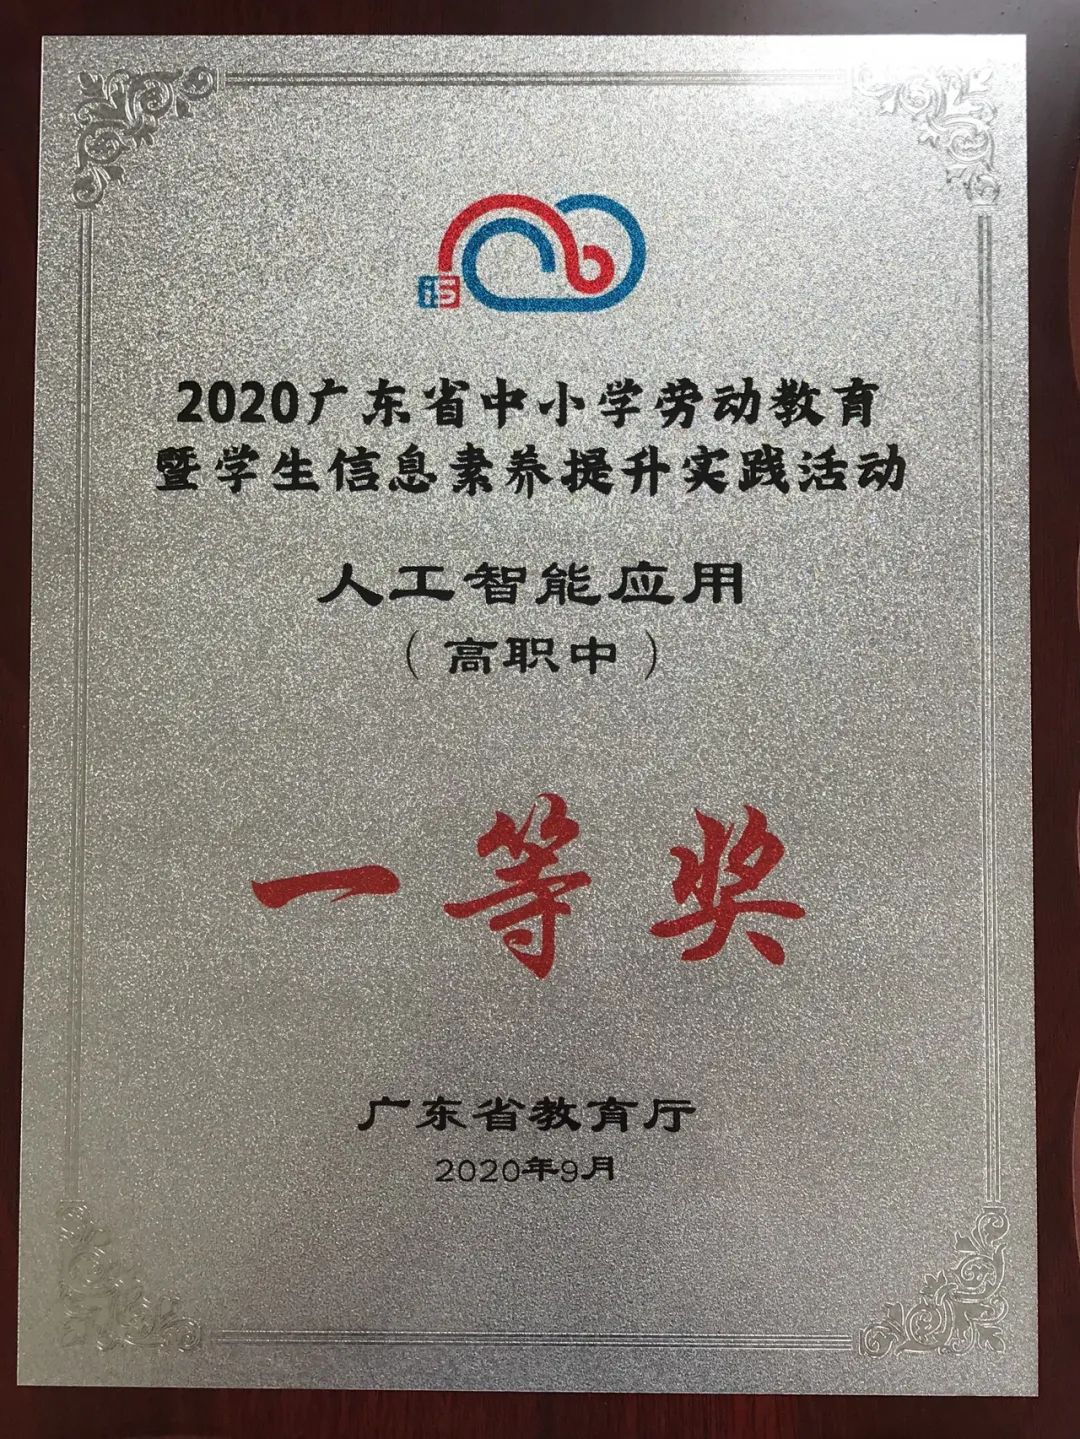 2020广东省中小学劳动教育
暨学生信息素养提升实践活动
人工智能应用
（高职中）
一等奖
广东省教育厅
2020年9月